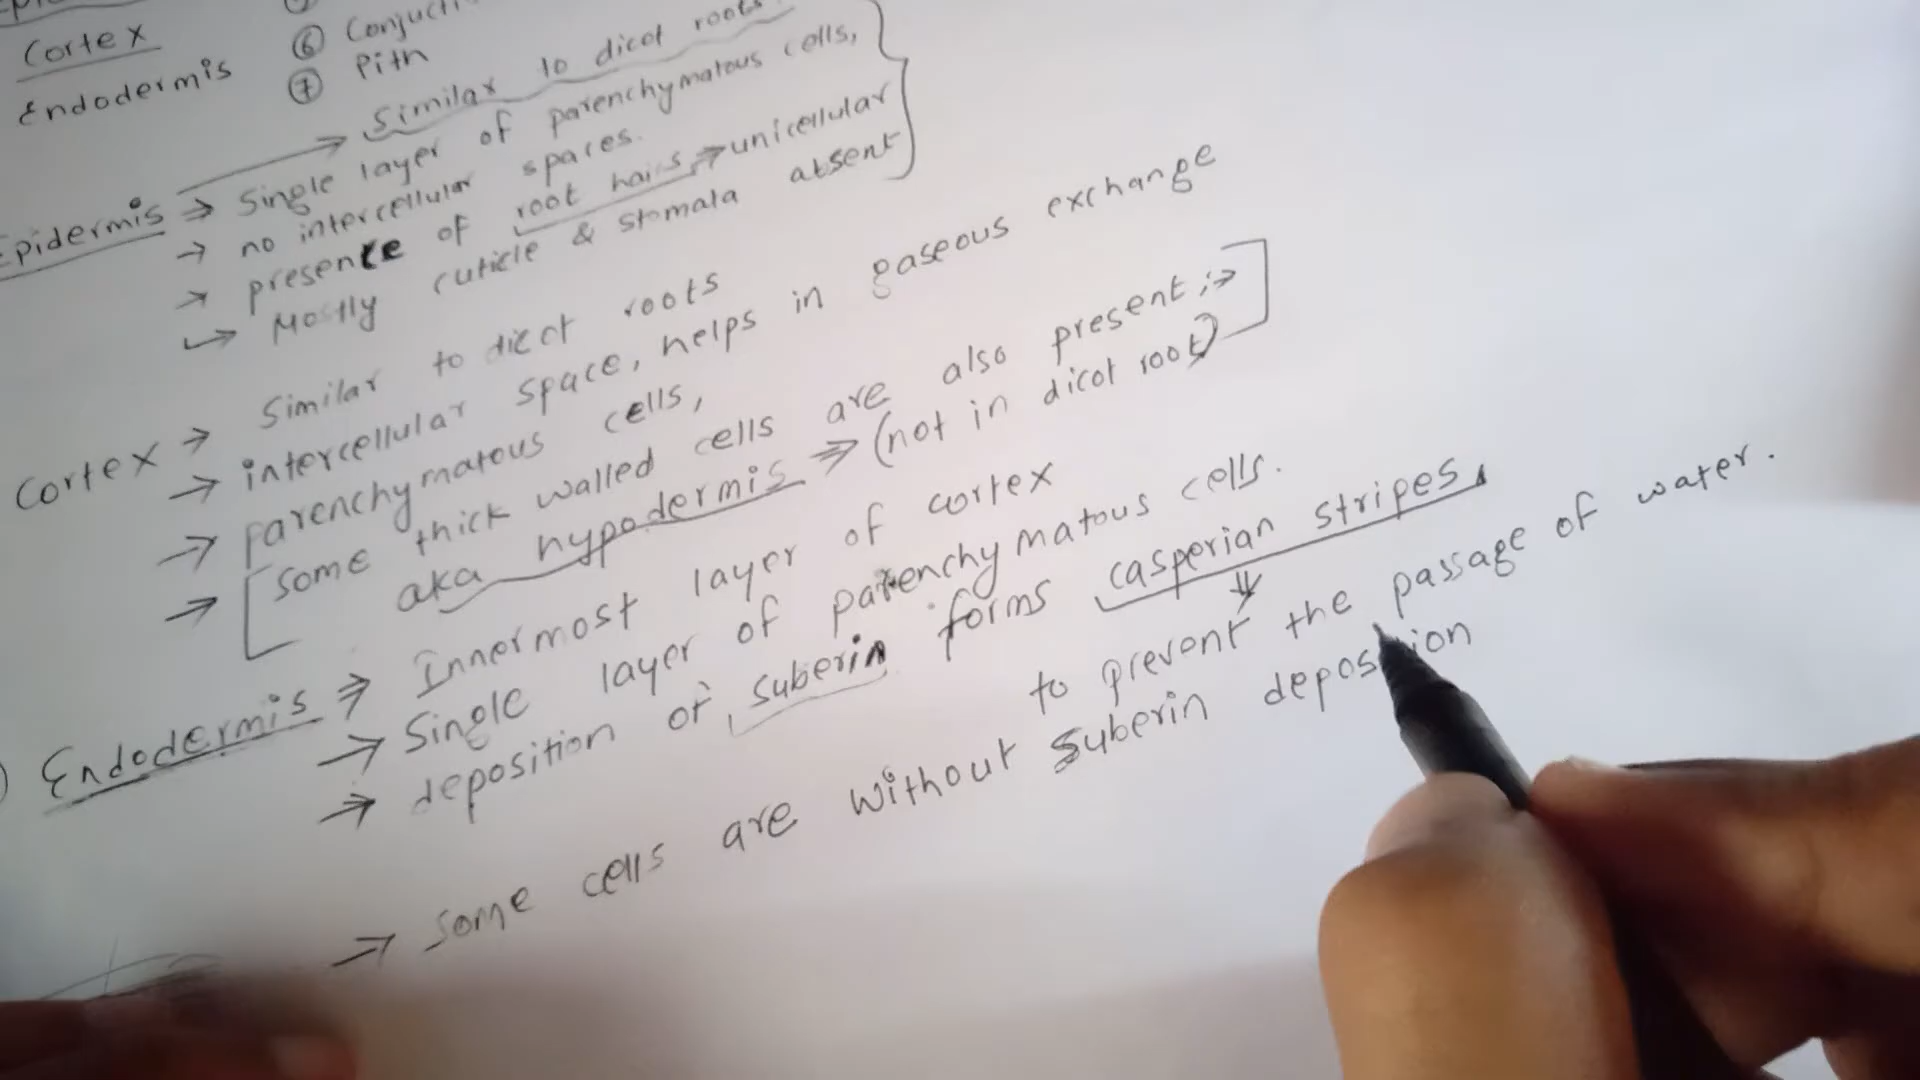 Cortex
Endodermis
⑥
⑦ Pith
Similar to dicot roots
Epidermis → Single layer of parenchymatous cells,
→ no intercellular spaces.
→ presence of root hairs → unicellular
↳ Mostly cuticle & stomata absent
Cortex → Similar to dicot roots
→ intercellular space, helps in gaseous exchange
→ parenchymatous cells,
→ [some thick walled cells are also present ;→]
aka hypodermis ⇒ (not in dicot root)
Endodermis ⇒ Innermost layer of cortex
→ Single layer of parenchymatous cells.
→ deposition of suberin forms casperian stripes.
⇓
to prevent the passage of water.
→ some cells are without suberin deposition